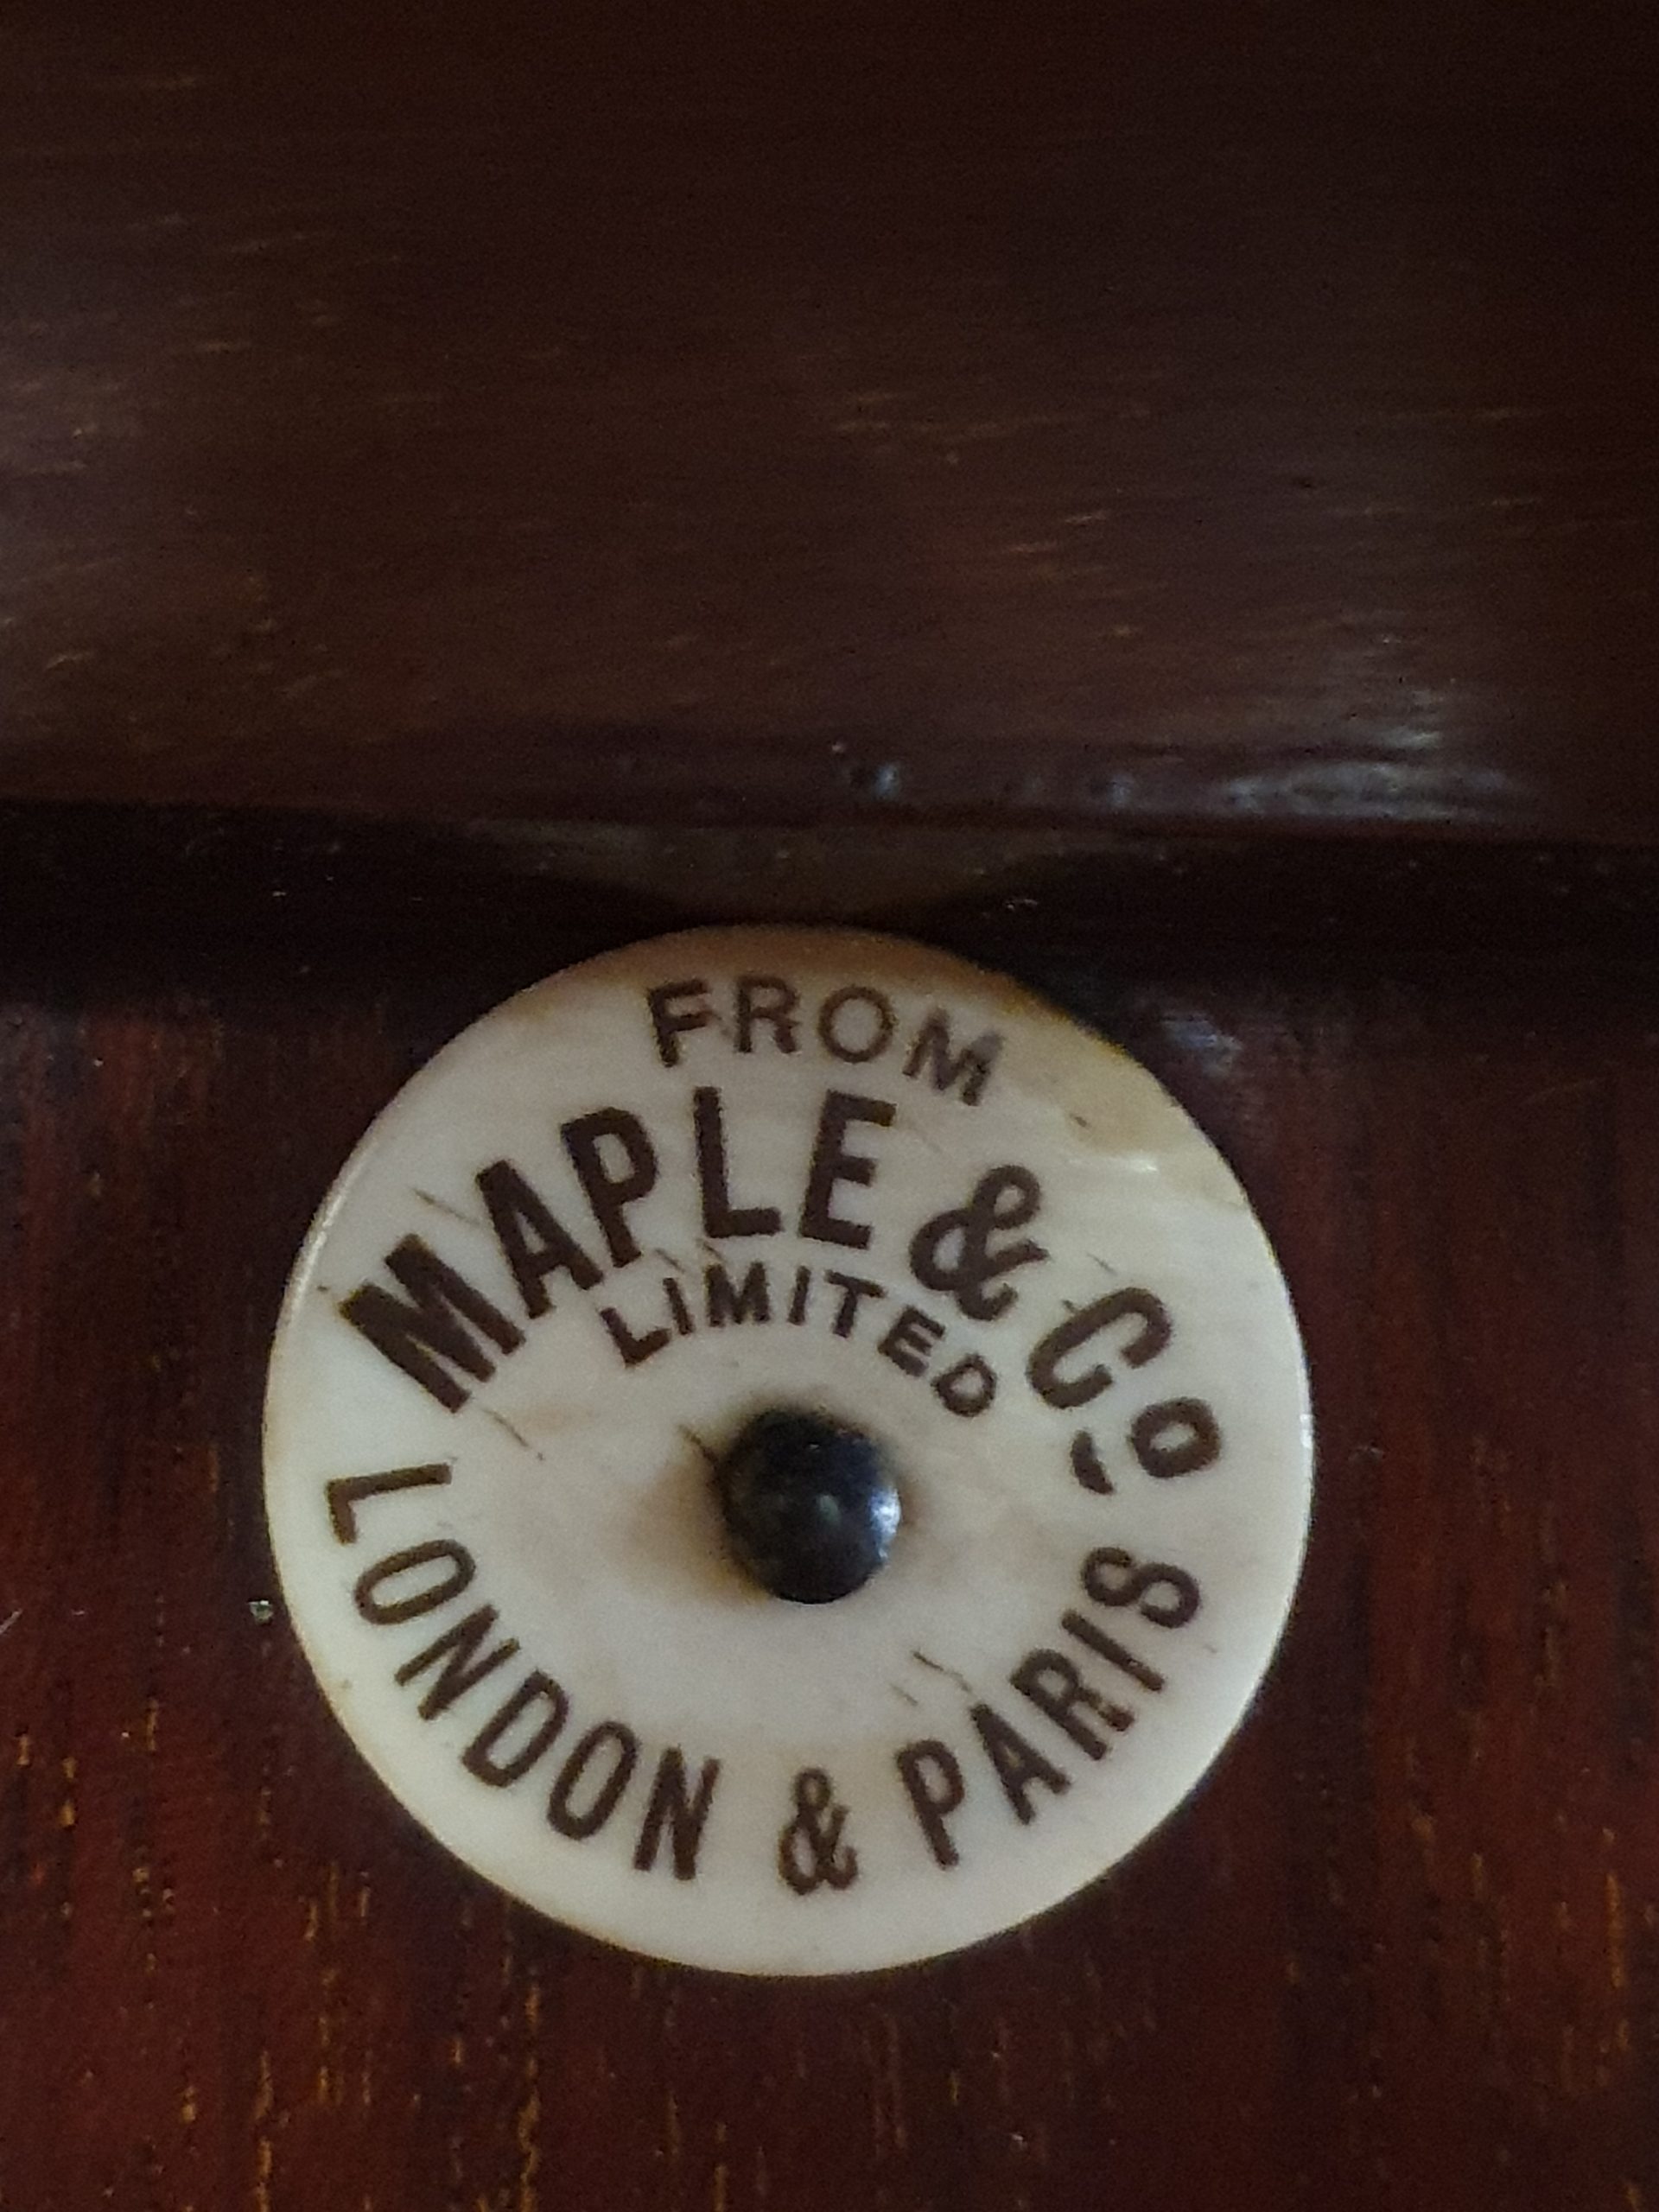 FROM
MAPLE & Co
LIMITED
LONDON & PARIS